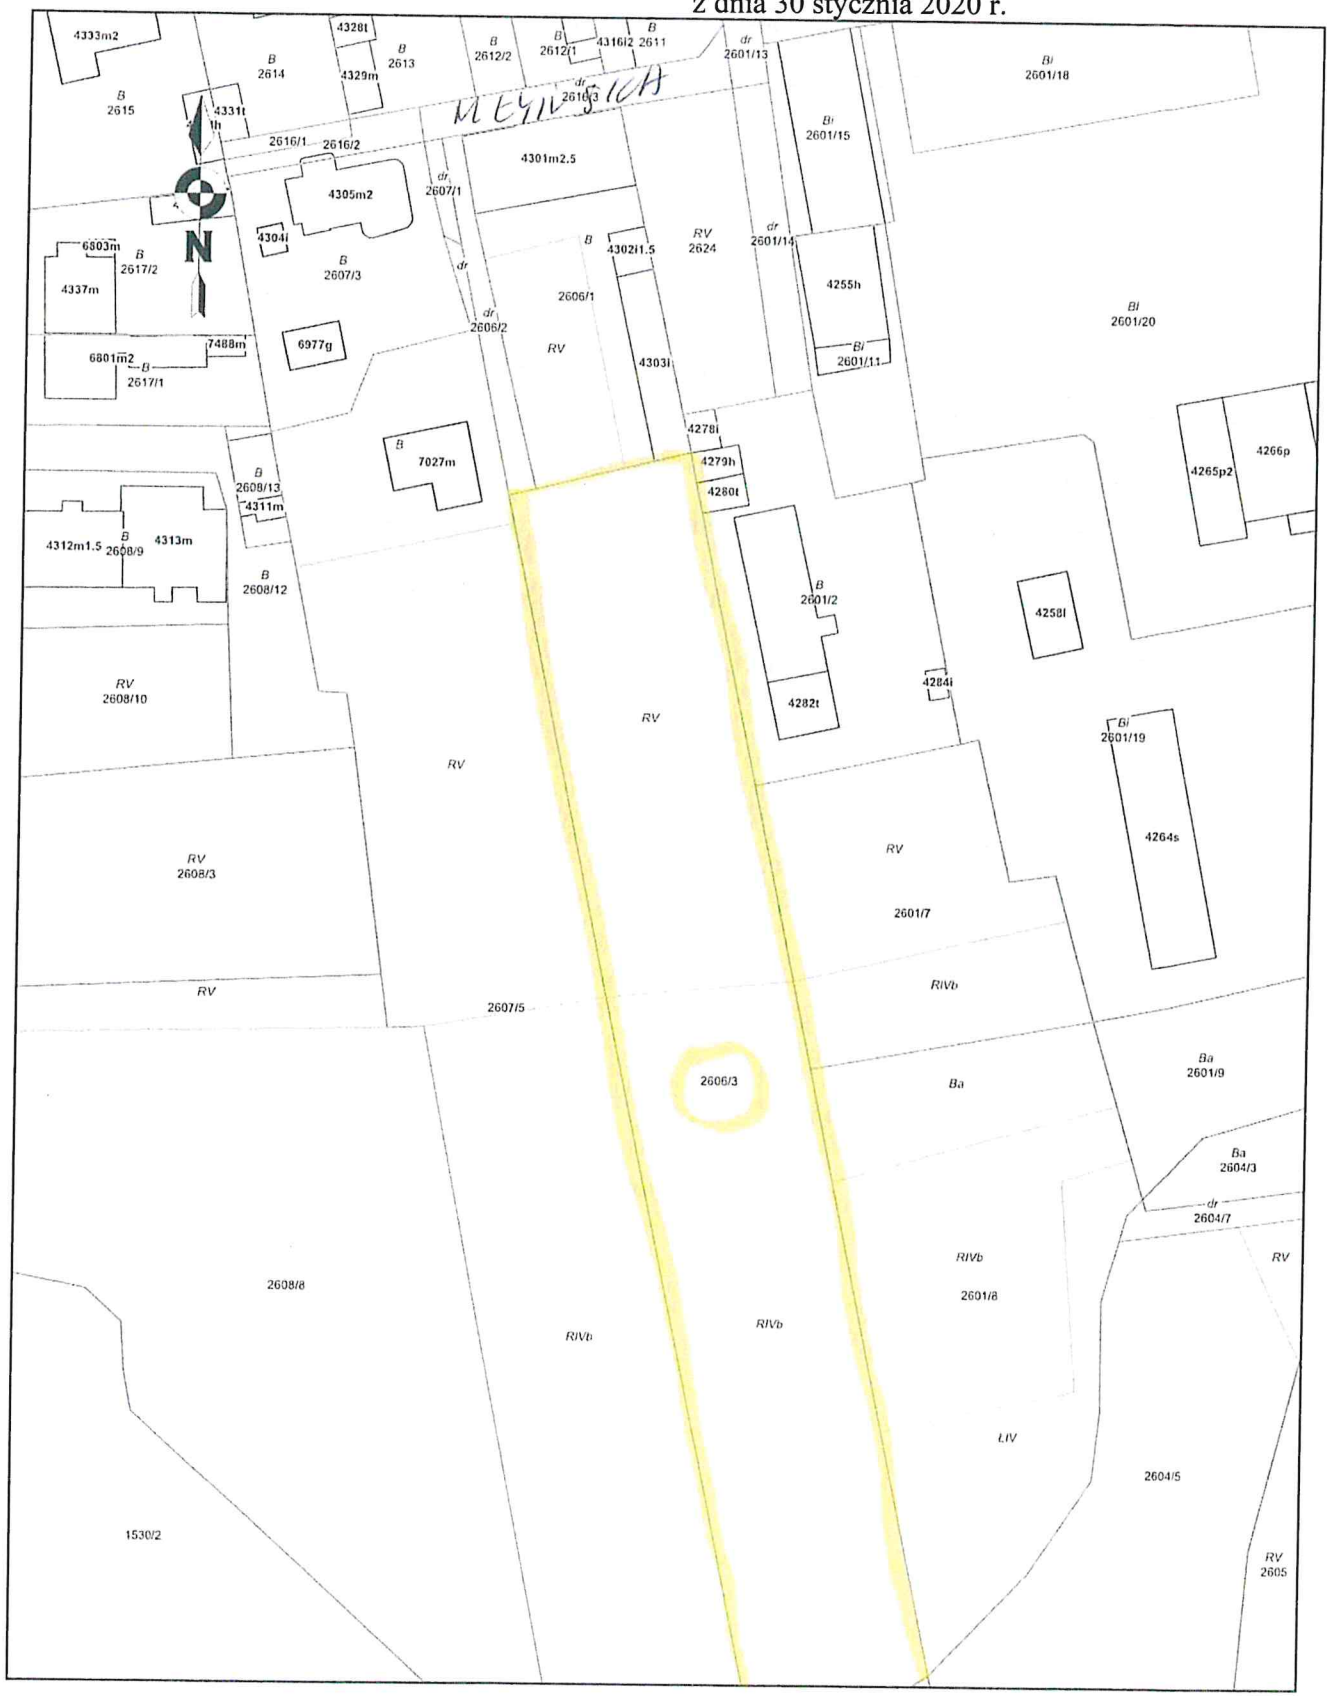 z dnia 30 stycznia 2020 r.
4333m2
B
2615
B
2614
4328t
4329m
B
2613
B
2612/2
B
2612/1
4316i2
B
2611
dr
2601/13
Bi
2601/18
4331t
MŁYŃSKA
dr
2616/3
2616/1
2616/2
4305m2
dr
2607/1
4301m2.5
Bi
2601/15
N
4304i
B
2607/3
dr
B
4302i1.5
RV
2624
dr
2601/14
6803m
B
2617/2
4337m
4255h
2606/1
dr
2606/2
RV
Bi
2601/20
6801m2
7488m
B
2617/1
6977g
4303i
Bi
2601/11
B
7027m
4278i
4279h
4280t
4265p2
4266p
B
2608/13
4311m
4312m1.5
B
2608/9
4313m
B
2608/12
B
2601/2
4258i
RV
2608/10
4284i
4282t
RV
RV
Bi
2601/19
4264s
RV
2608/3
RV
2601/7
RV
2607/5
RIVb
2606/3
Ba
Ba
2601/9
Ba
2604/3
dr
2604/7
2608/8
RIVb
RIVb
RIVb
2601/8
RV
ŁIV
2604/5
1530/2
RV
2605